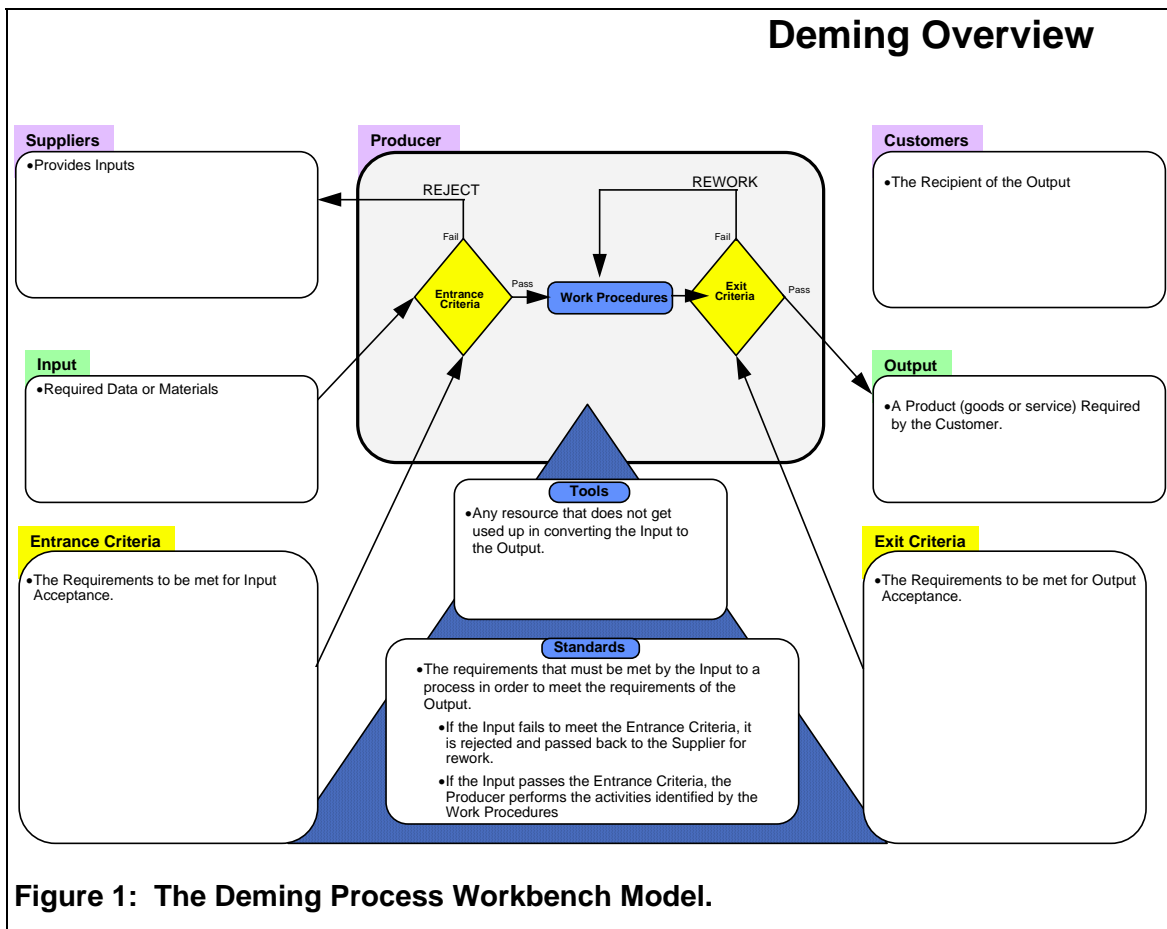 Deming Overview
Suppliers
•Provides Inputs
Producer
REJECT
REWORK
Fail
Fail
Entrance
Criteria
Pass
Work Procedures
Exit
Criteria
Pass
Customers
•The Recipient of the Output
Input
•Required Data or Materials
Output
•A Product (goods or service) Required
by the Customer.
Tools
•Any resource that does not get
used up in converting the Input to
the Output.
Entrance Criteria
•The Requirements to be met for Input
Acceptance.
Exit Criteria
•The Requirements to be met for Output
Acceptance.
Standards
•The requirements that must be met by the Input to a
process in order to meet the requirements of the
Output.
•If the Input fails to meet the Entrance Criteria, it
is rejected and passed back to the Supplier for
rework.
•If the Input passes the Entrance Criteria, the
Producer performs the activities identified by the
Work Procedures
Figure 1:  The Deming Process Workbench Model.